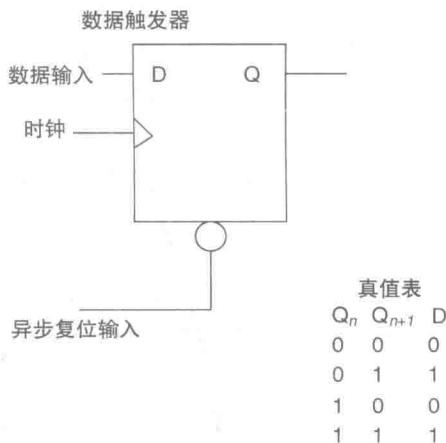 数据触发器
数据输入 D Q
时钟
异步复位输入
真值表
Qn Qn+1 D
0 0 0
0 1 1
1 0 0
1 1 1